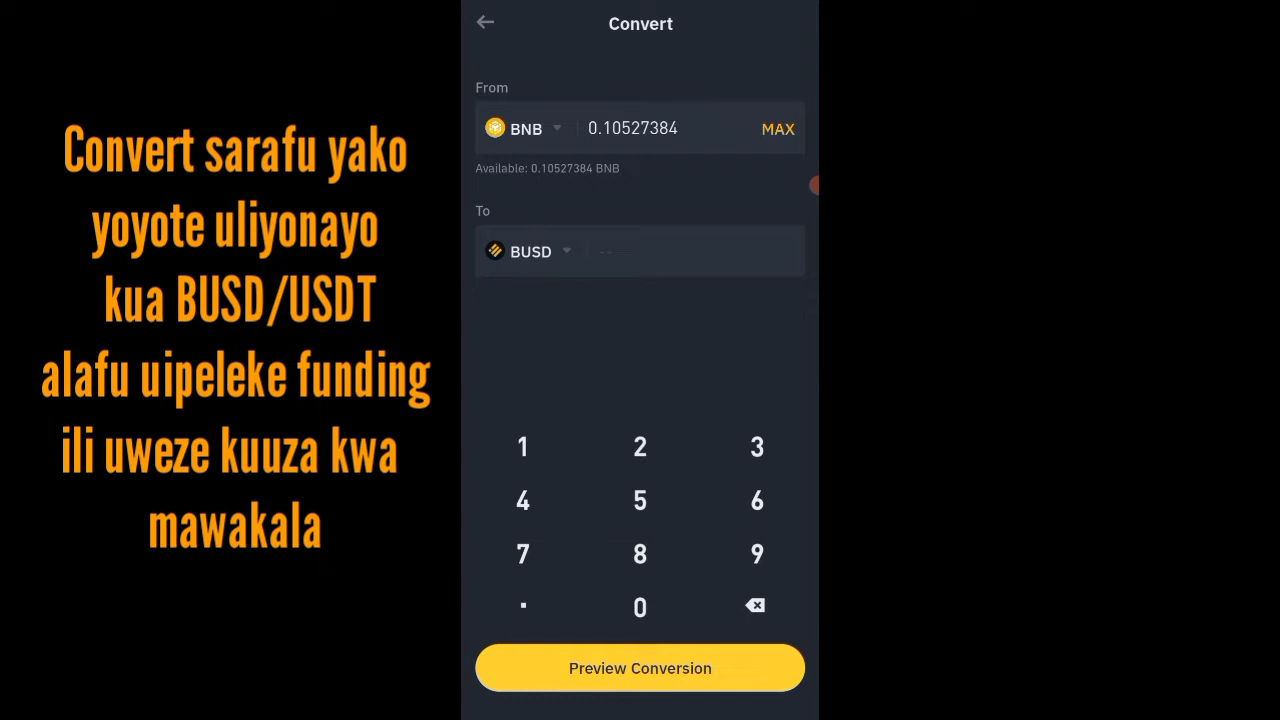 Convert sarafu yako
yoyote uliyonayo
kua BUSD/USDT
alafu uipeleke funding
ili uweze kuuza kwa
mawakala
Convert
From
BNB 0.10527384 MAX
Available: 0.10527384 BNB
To
BUSD --
1 2 3
4 5 6
7 8 9
. 0
Preview Conversion